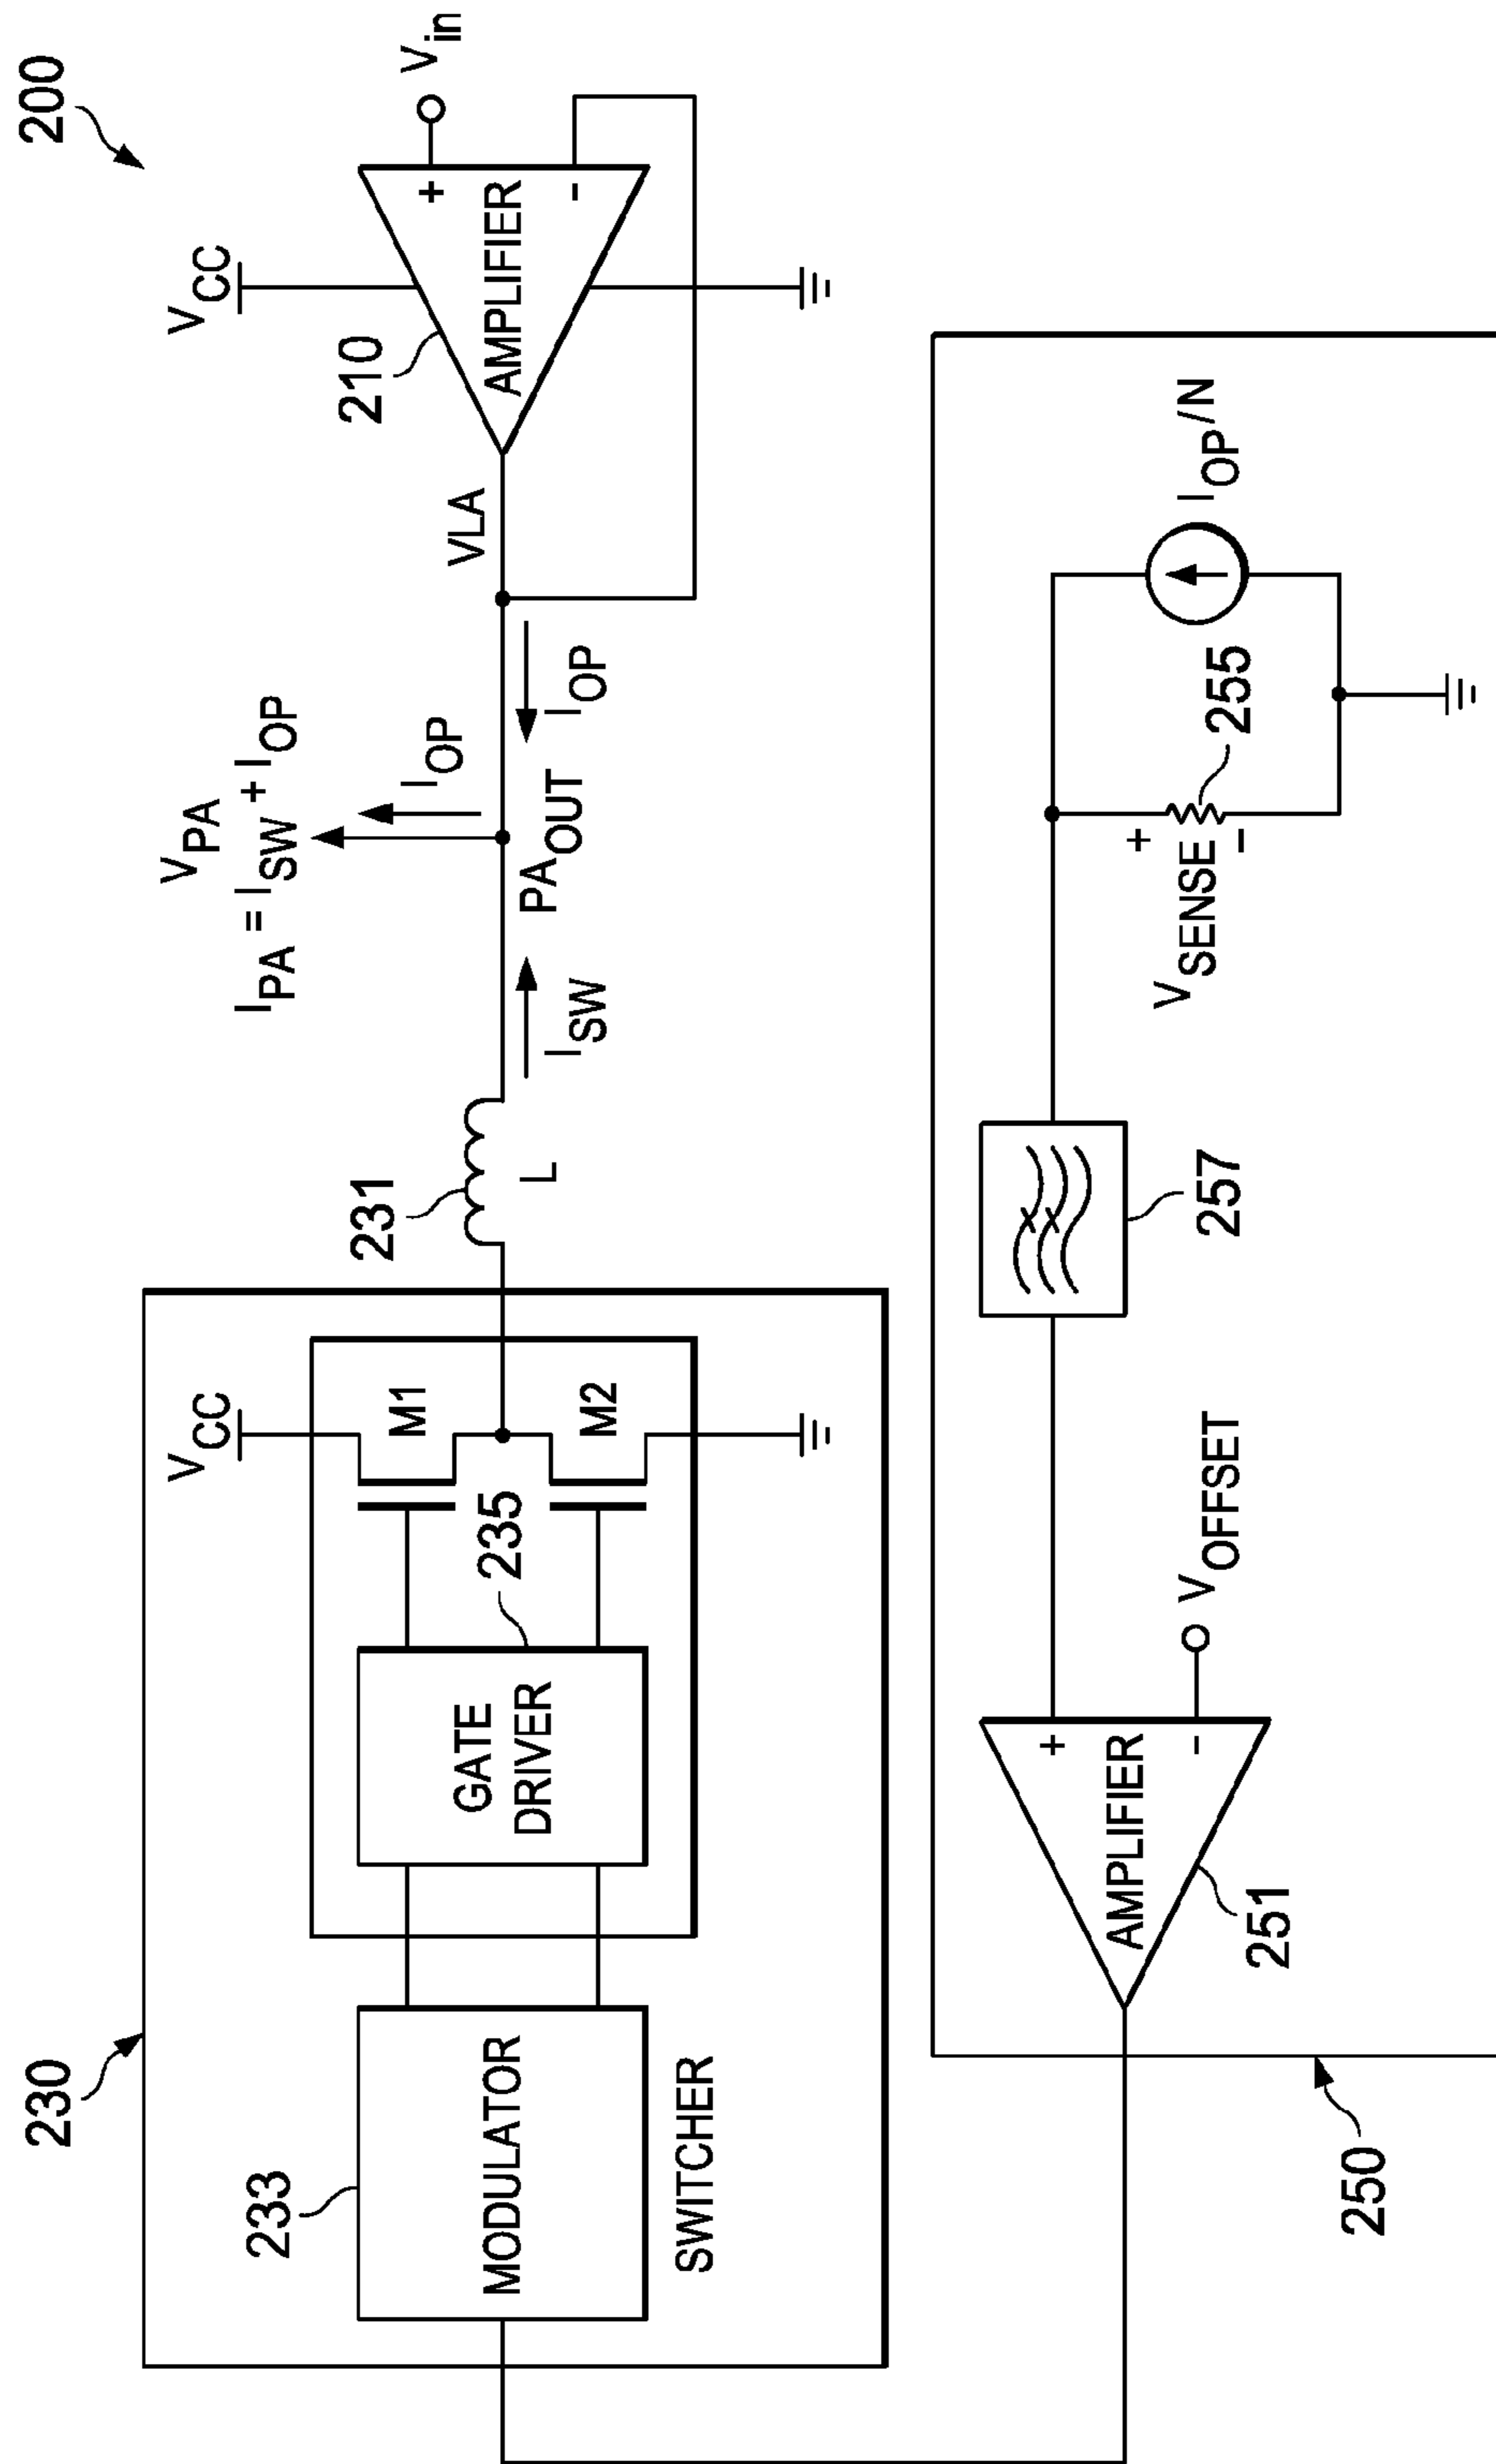 200
230
233
MODULATOR
SWITCHER
GATE
DRIVER
235
VCC
M1
M2
231
L
ISW
VPA
IPA = ISW + IOP
IOP
PAOUT
IOP
VLA
210
VCC
AMPLIFIER
+
-
Vin
250
251
AMPLIFIER
+
-
VOFFSET
257
VSENSE
+
-
255
IOP/N